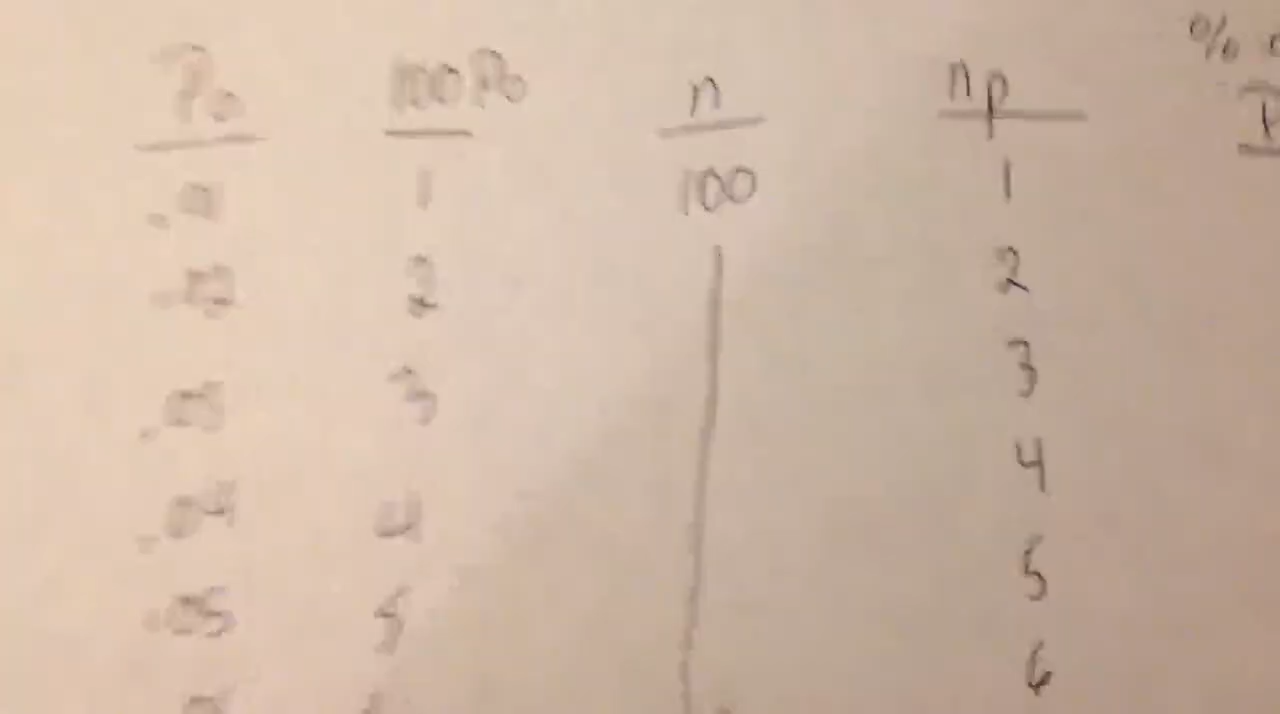 % 
P₀ 100P₀ n np P
.01 1 100 1
.02 2 2
.03 3 3
.04 4 4
.05 5 5
6